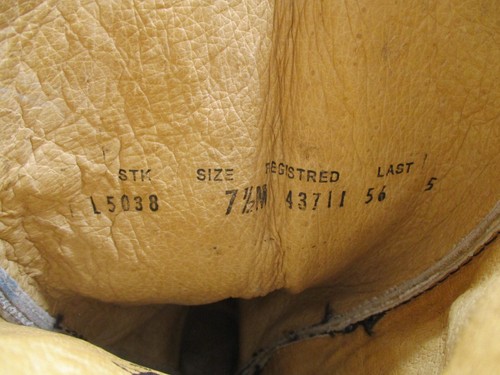 STK SIZE REGISTRED LAST
L5038 7½M 43711 56 5